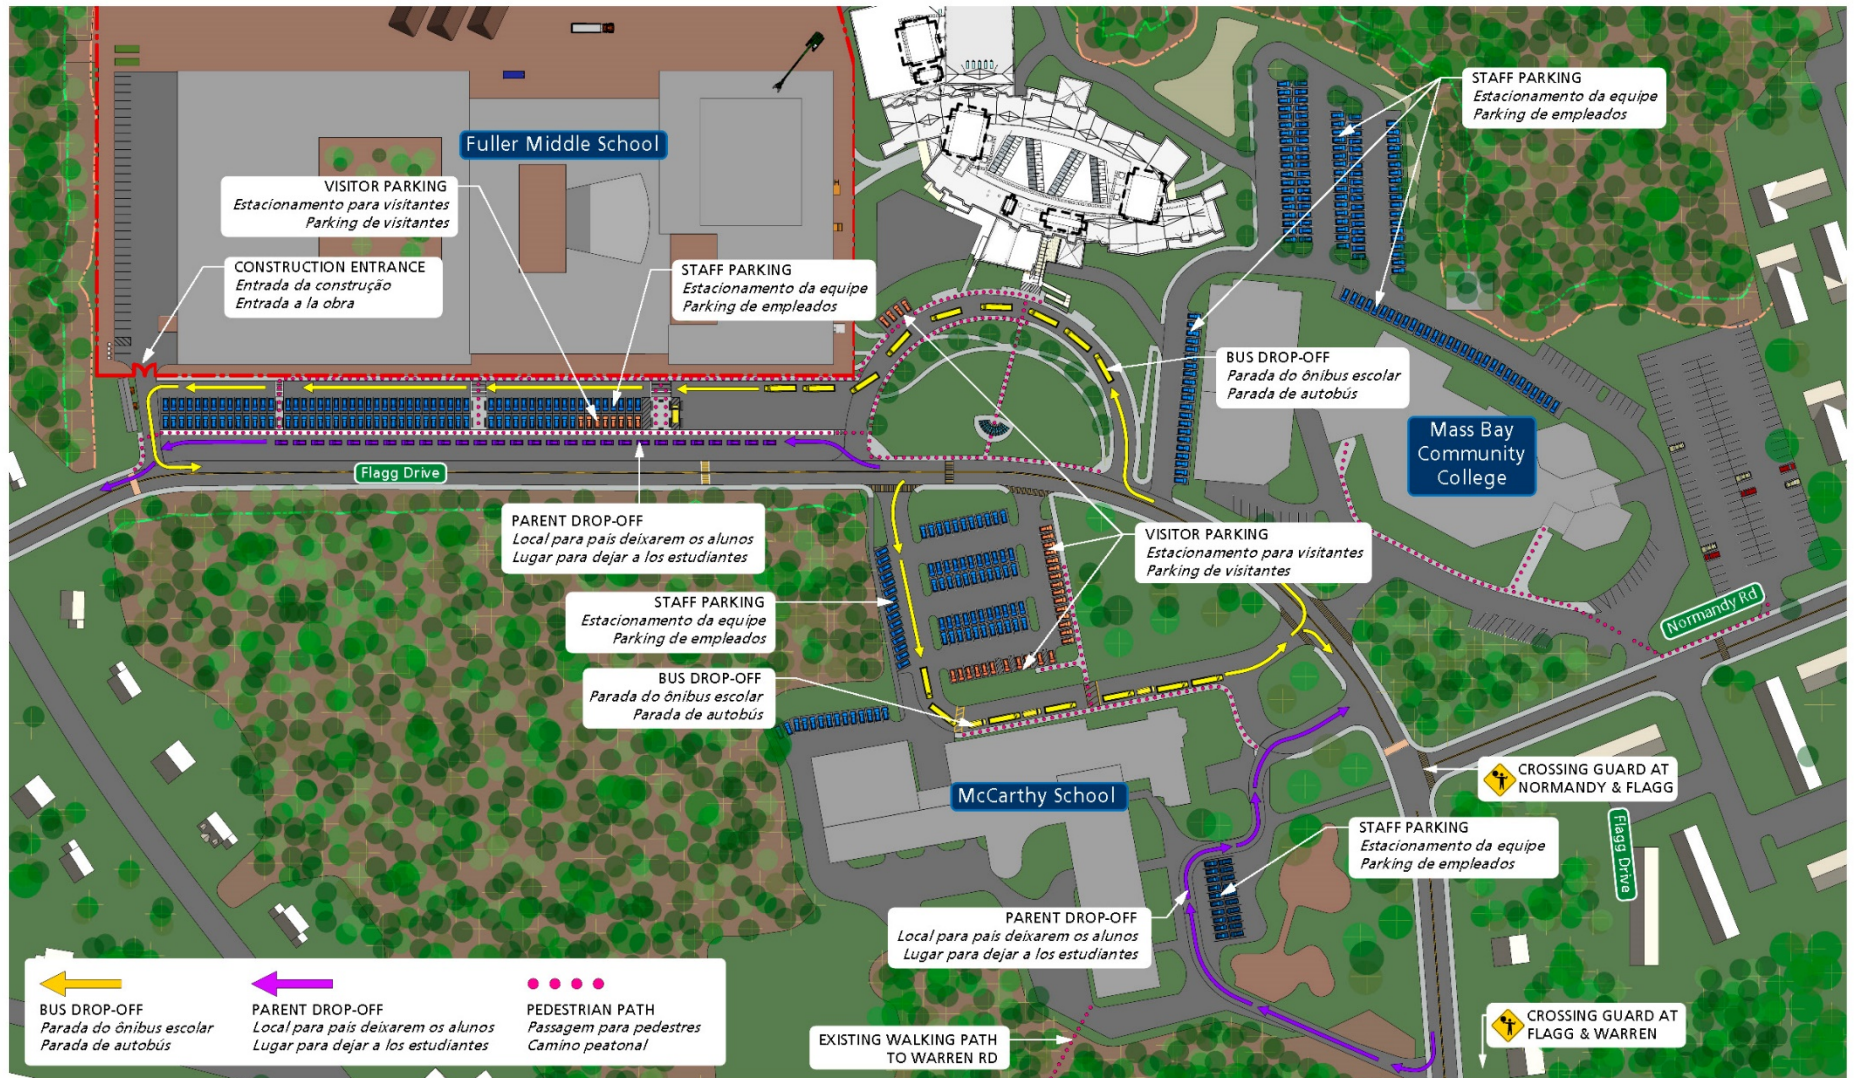 STAFF PARKING
Estacionamento da equipe
Parking de empleados
Fuller Middle School
VISITOR PARKING
Estacionamento para visitantes
Parking de visitantes
CONSTRUCTION ENTRANCE
Entrada da construção
Entrada a la obra
STAFF PARKING
Estacionamento da equipe
Parking de empleados
BUS DROP-OFF
Parada do ônibus escolar
Parada de autobús
Mass Bay
Community
College
Flagg Drive
PARENT DROP-OFF
Local para pais deixarem os alunos
Lugar para dejar a los estudiantes
VISITOR PARKING
Estacionamento para visitantes
Parking de visitantes
STAFF PARKING
Estacionamento da equipe
Parking de empleados
Normandy Rd
BUS DROP-OFF
Parada do ônibus escolar
Parada de autobús
McCarthy School
CROSSING GUARD AT
NORMANDY & FLAGG
STAFF PARKING
Estacionamento da equipe
Parking de empleados
Flagg Drive
PARENT DROP-OFF
Local para pais deixarem os alunos
Lugar para dejar a los estudiantes
BUS DROP-OFF
Parada do ônibus escolar
Parada de autobús
PARENT DROP-OFF
Local para pais deixarem os alunos
Lugar para dejar a los estudiantes
PEDESTRIAN PATH
Passagem para pedestres
Camino peatonal
EXISTING WALKING PATH
TO WARREN RD
CROSSING GUARD AT
FLAGG & WARREN